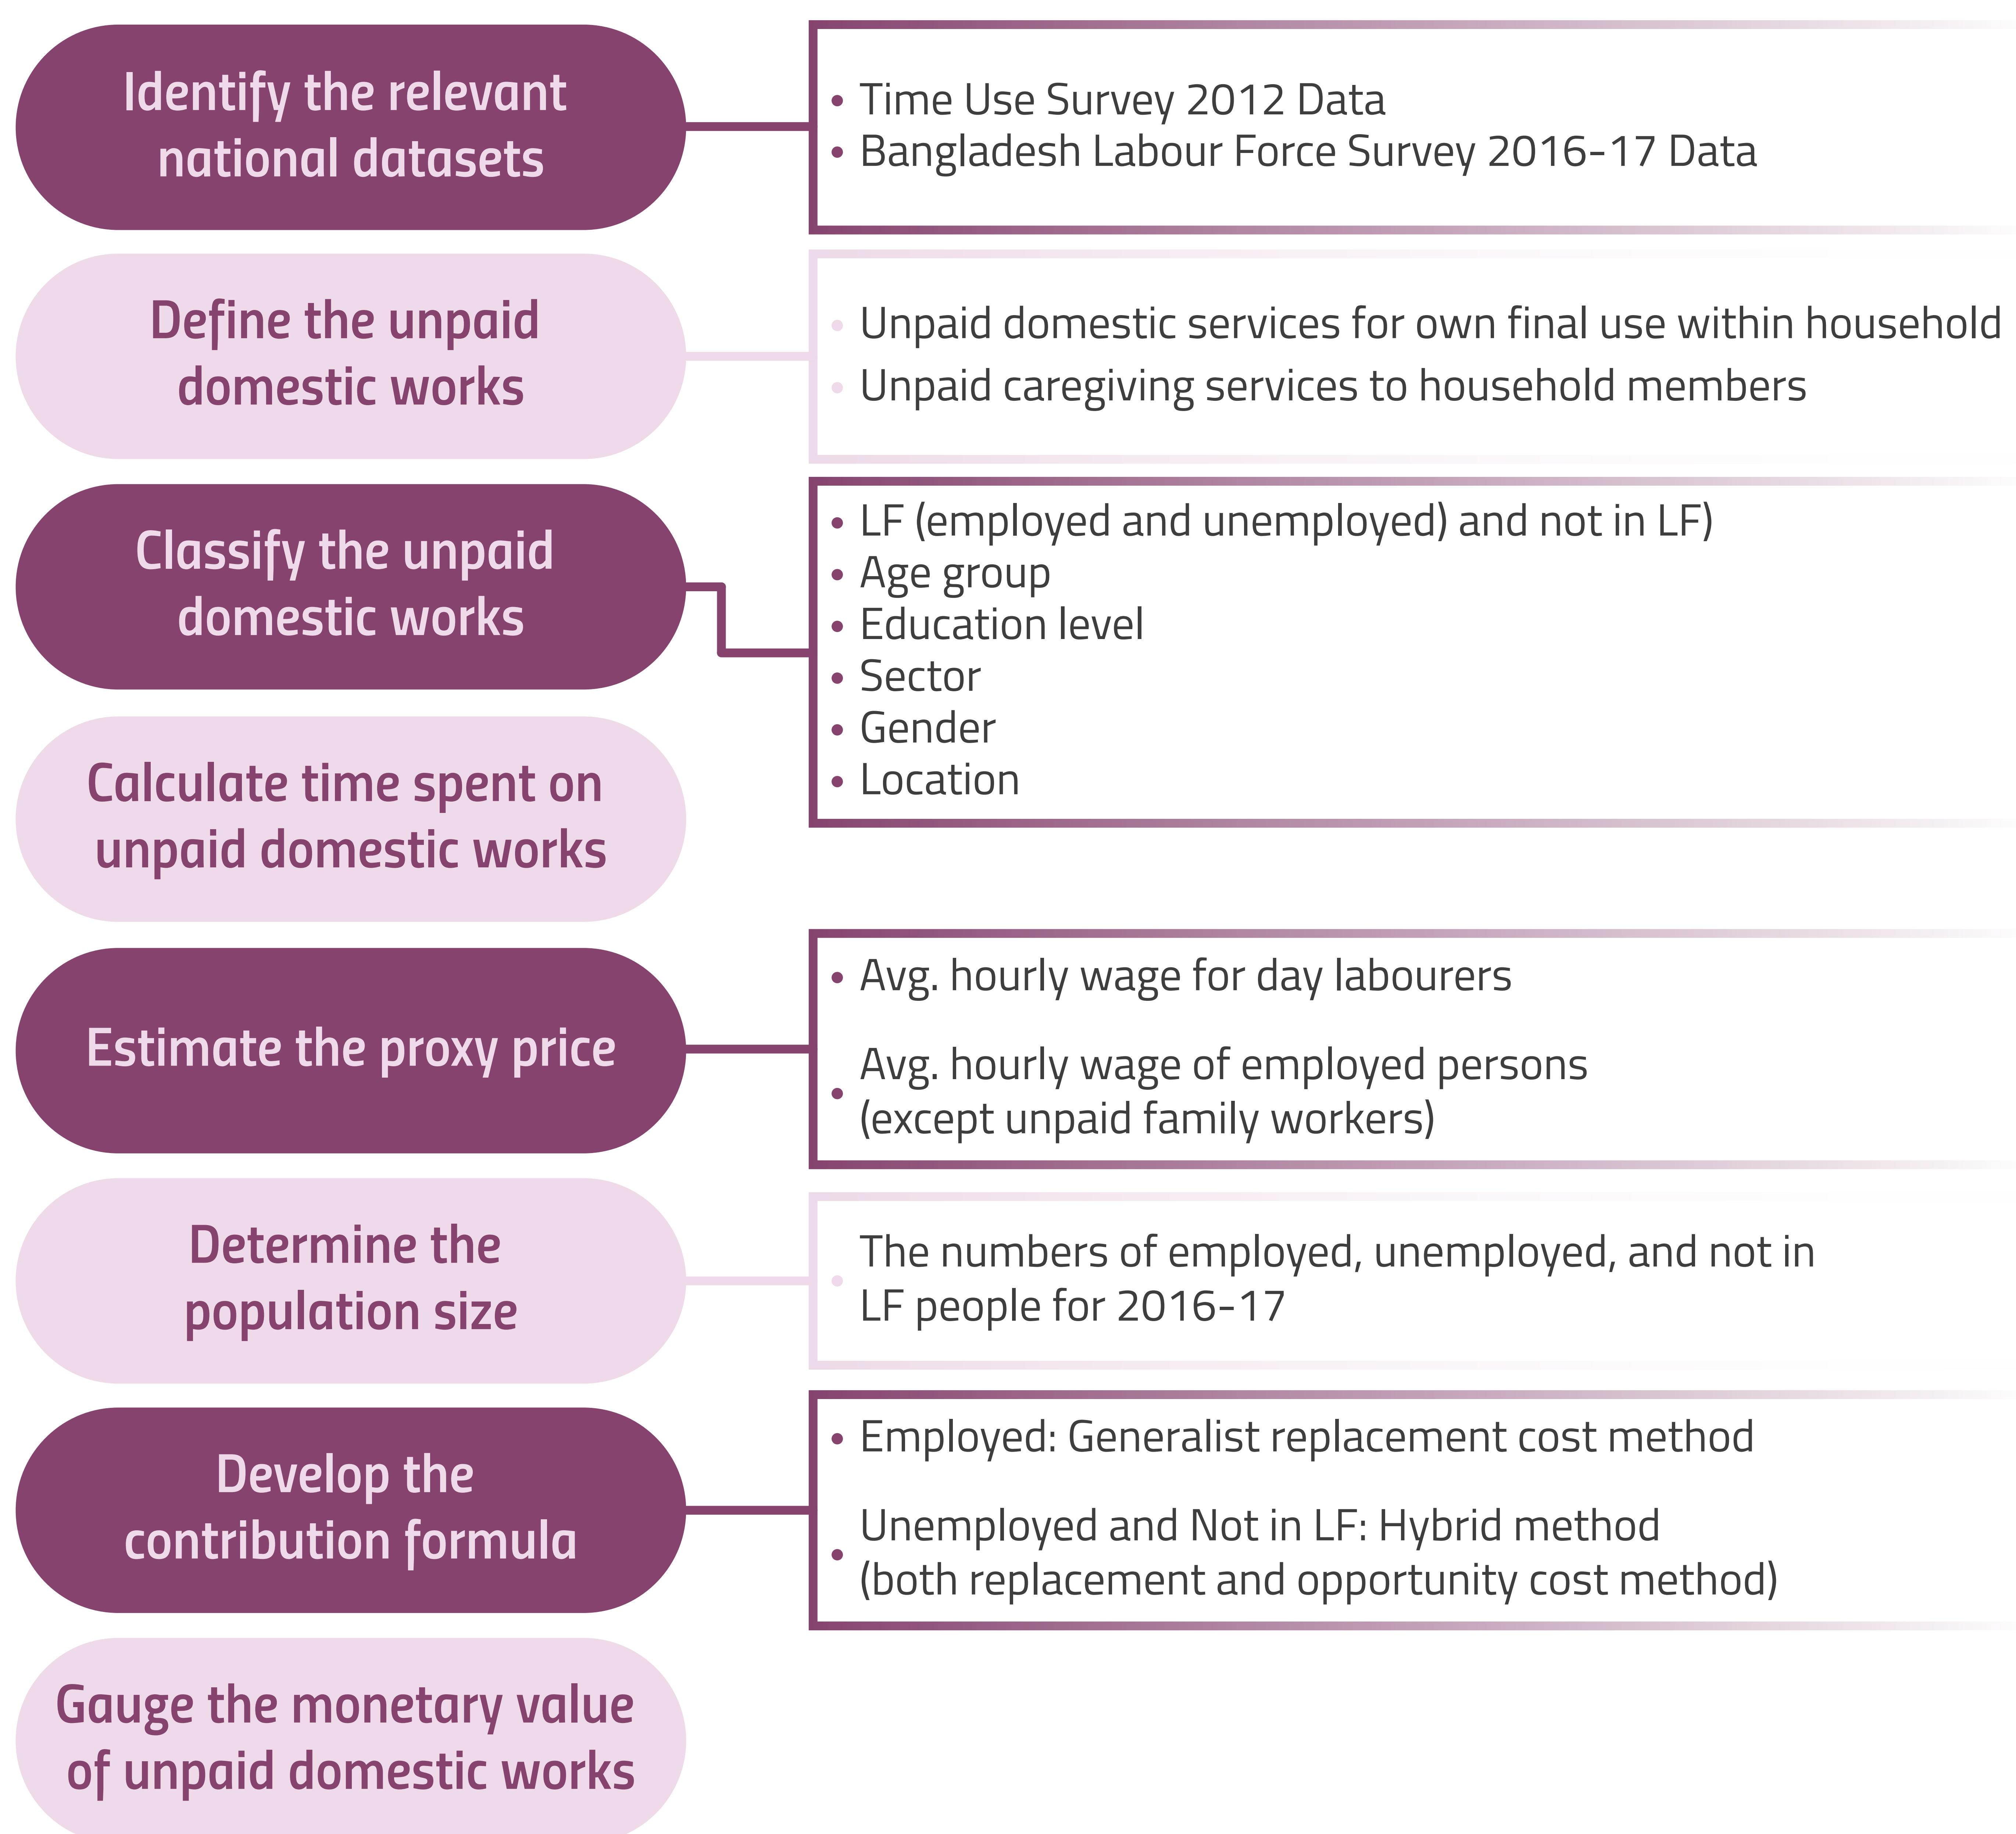 Identify the relevant
national datasets
• Time Use Survey 2012 Data
• Bangladesh Labour Force Survey 2016-17 Data
Define the unpaid
domestic works
• Unpaid domestic services for own final use within household
• Unpaid caregiving services to household members
Classify the unpaid
domestic works
• LF (employed and unemployed) and not in LF)
• Age group
• Education level
• Sector
• Gender
• Location
Calculate time spent on
unpaid domestic works
Estimate the proxy price
• Avg. hourly wage for day labourers
• Avg. hourly wage of employed persons
(except unpaid family workers)
Determine the
population size
• The numbers of employed, unemployed, and not in
LF people for 2016-17
Develop the
contribution formula
• Employed: Generalist replacement cost method
• Unemployed and Not in LF: Hybrid method
(both replacement and opportunity cost method)
Gauge the monetary value
of unpaid domestic works